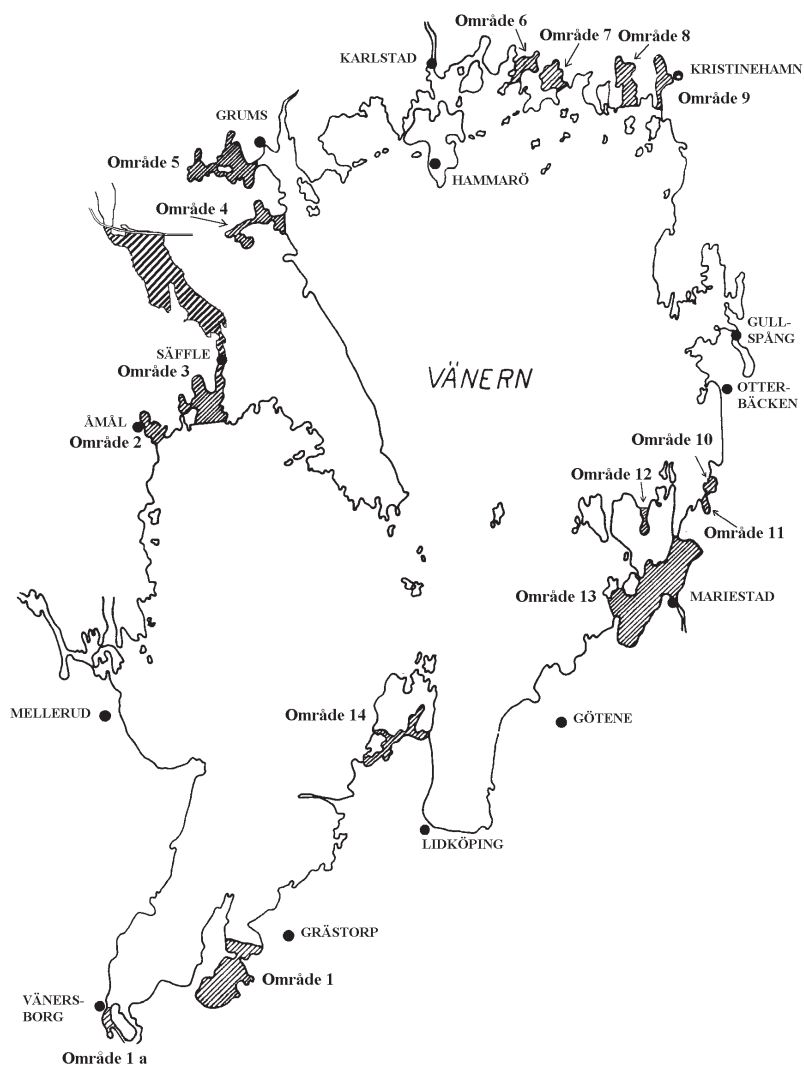 Område 6
Område 7
Område 8
KARLSTAD
KRISTINEHAMN
Område 9
GRUMS
Område 5
HAMMARÖ
Område 4
SÄFFLE
Område 3
VÄNERN
GULL-
SPÅNG
OTTER-
BÄCKEN
ÅMÅL
Område 2
Område 10
Område 12
Område 11
Område 13
MARIESTAD
MELLERUD
Område 14
GÖTENE
LIDKÖPING
GRÄSTORP
Område 1
VÄNERS-
BORG
Område 1 a